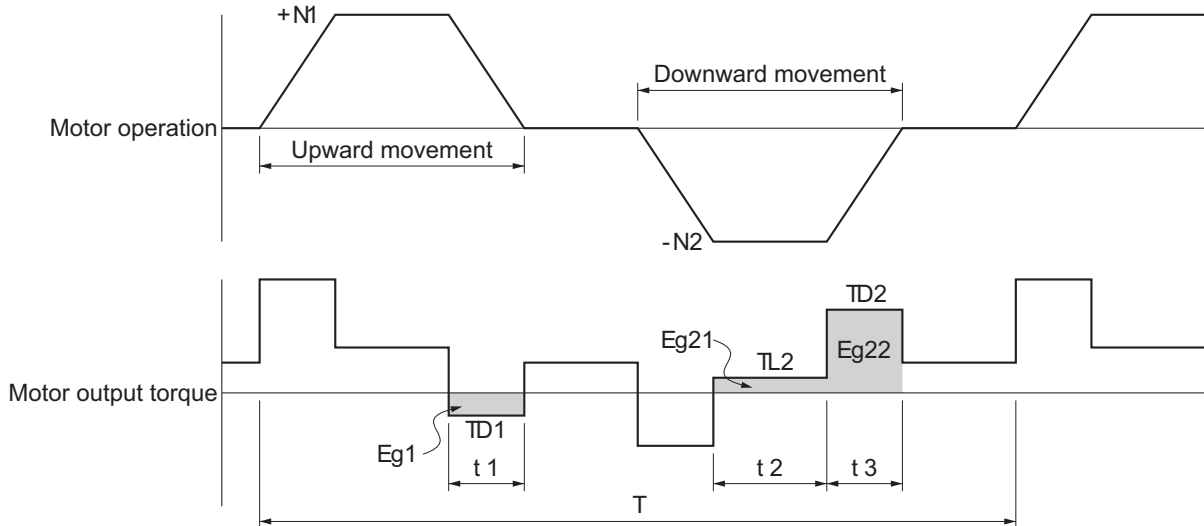 +N1
Downward movement
Motor operation
Upward movement
-N2
TD2
Eg21
TL2
Eg22
Motor output torque
TD1
Eg1
t 1
t 2
t 3
T